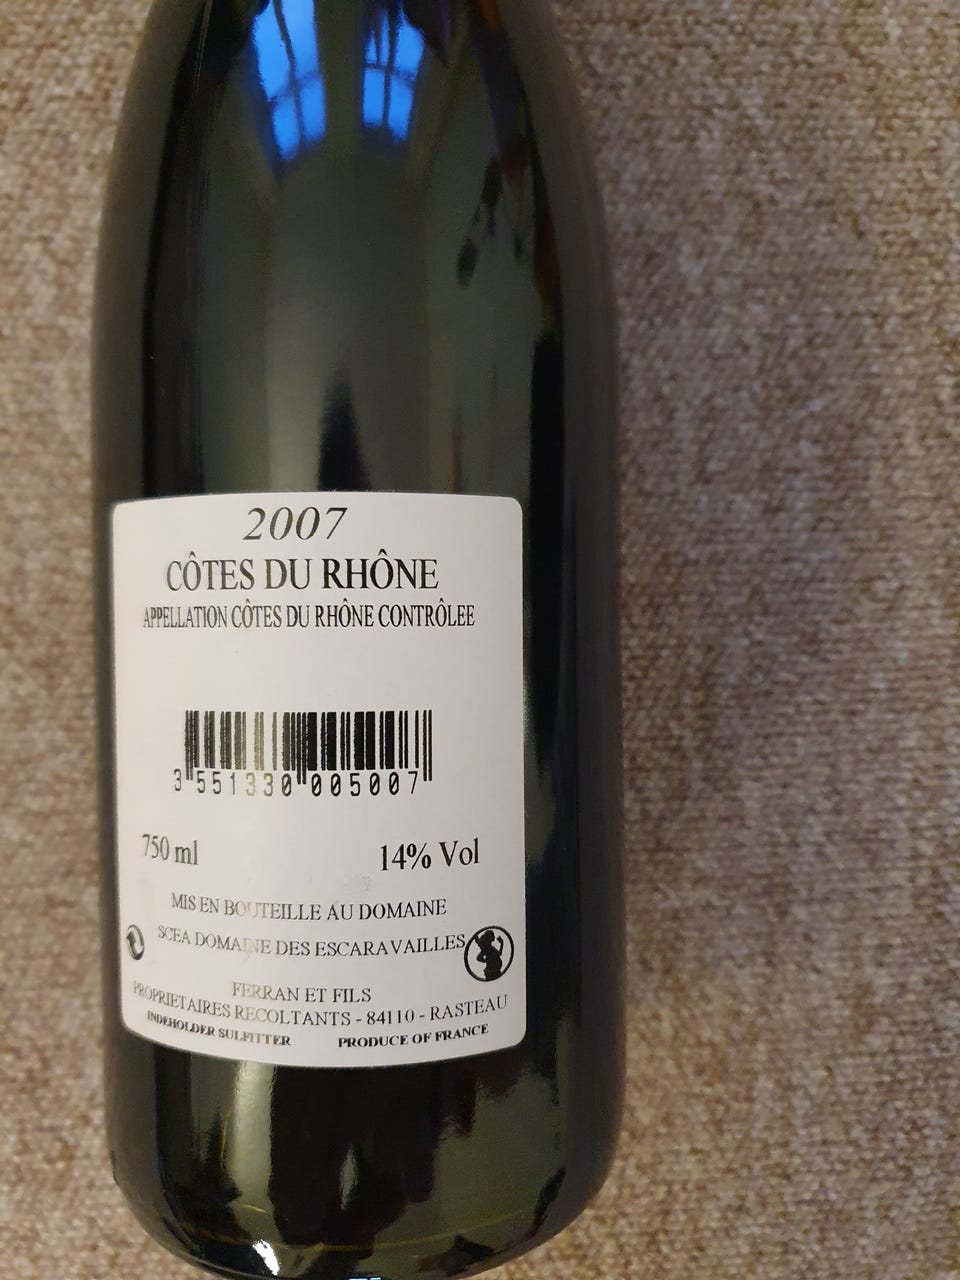 2007
CÔTES DU RHÔNE
APPELLATION CÔTES DU RHÔNE CONTRÔLEE
3 551330 005007
750 ml 14% Vol
MIS EN BOUTEILLE AU DOMAINE
SCEA DOMAINE DES ESCARAVAILLES
FERRAN ET FILS
PROPRIETAIRES RECOLTANTS - 84110 - RASTEAU
INDEHOLDER SULFITTER PRODUCE OF FRANCE